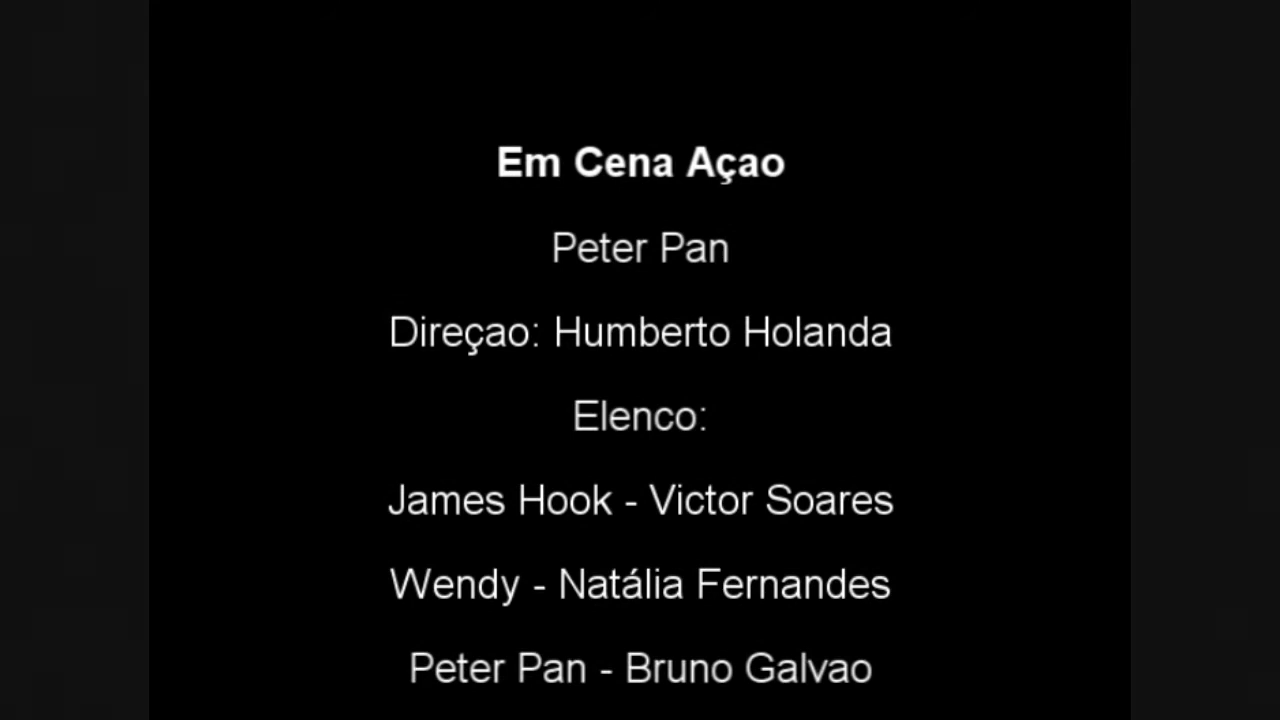 Em Cena Açao
Peter Pan
Direçao: Humberto Holanda
Elenco:
James Hook - Victor Soares
Wendy - Natália Fernandes
Peter Pan - Bruno Galvao